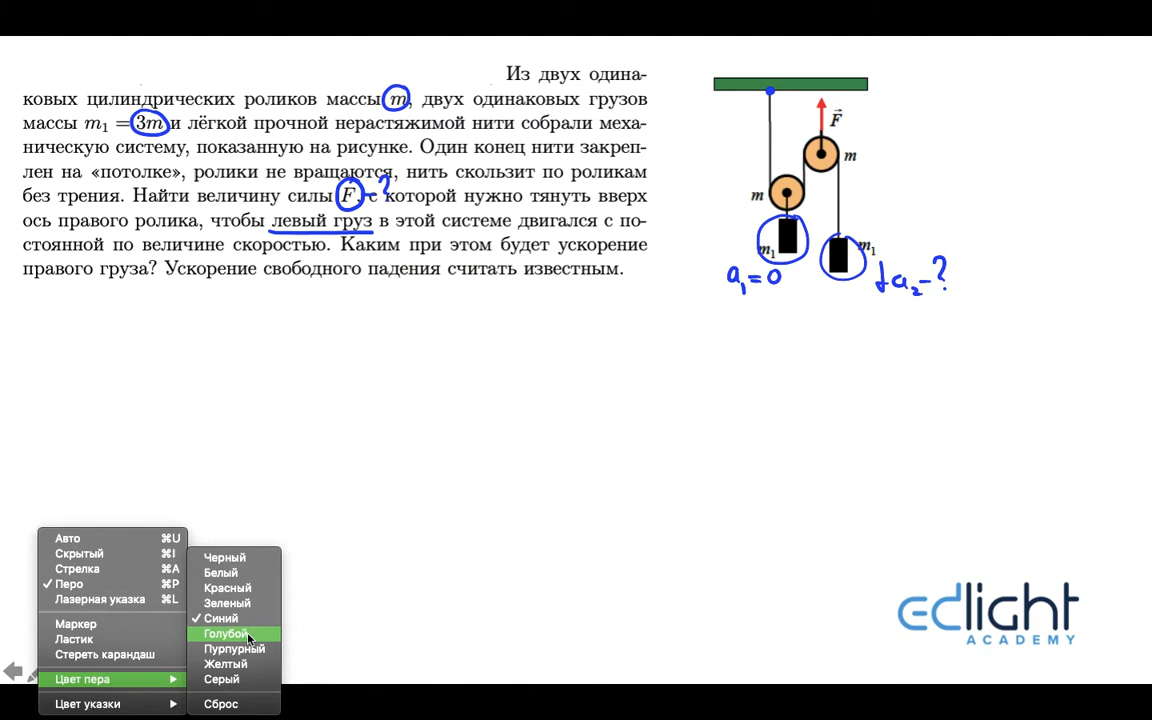 Из двух одина-
ковых цилиндрических роликов массы m, двух одинаковых грузов
массы m₁ = 3m и лёгкой прочной нерастяжимой нити собрали меха-
ническую систему, показанную на рисунке. Один конец нити закреп-
лен на «потолке», ролики не вращаются, нить скользит по роликам
без трения. Найти величину силы F, с которой нужно тянуть вверх
ось правого ролика, чтобы левый груз в этой системе двигался с по-
стоянной по величине скоростью. Каким при этом будет ускорение
правого груза? Ускорение свободного падения считать известным.
-?
F
m
m
m₁
m₁
a₁=0
a₂-?
Авто ⌘U
Скрытый ⌘I
Стрелка ⌘A
✓ Перо ⌘P
Лазерная указка ⌘L
Маркер
Ластик
Стереть карандаш
Цвет пера
Цвет указки
Черный
Белый
Красный
Зеленый
✓ Синий
Голубой
Пурпурный
Желтый
Серый
Сброс
edlight
ACADEMY